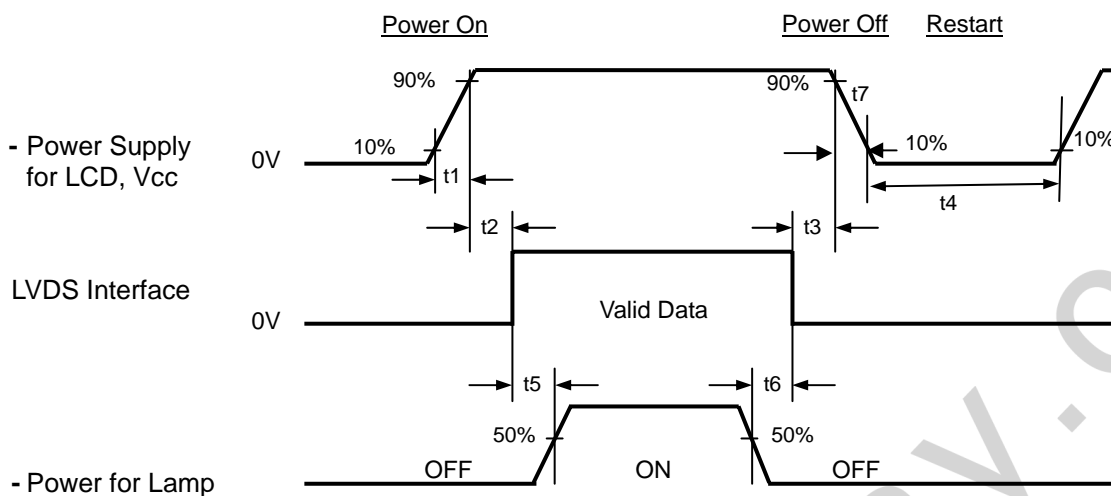 Power On
Power Off
Restart
90%
90%
t7
- Power Supply
for LCD, Vcc
0V
10%
10%
10%
t1
t4
t2
t3
LVDS Interface
Valid Data
0V
t5
t6
50%
50%
- Power for Lamp
OFF
ON
OFF